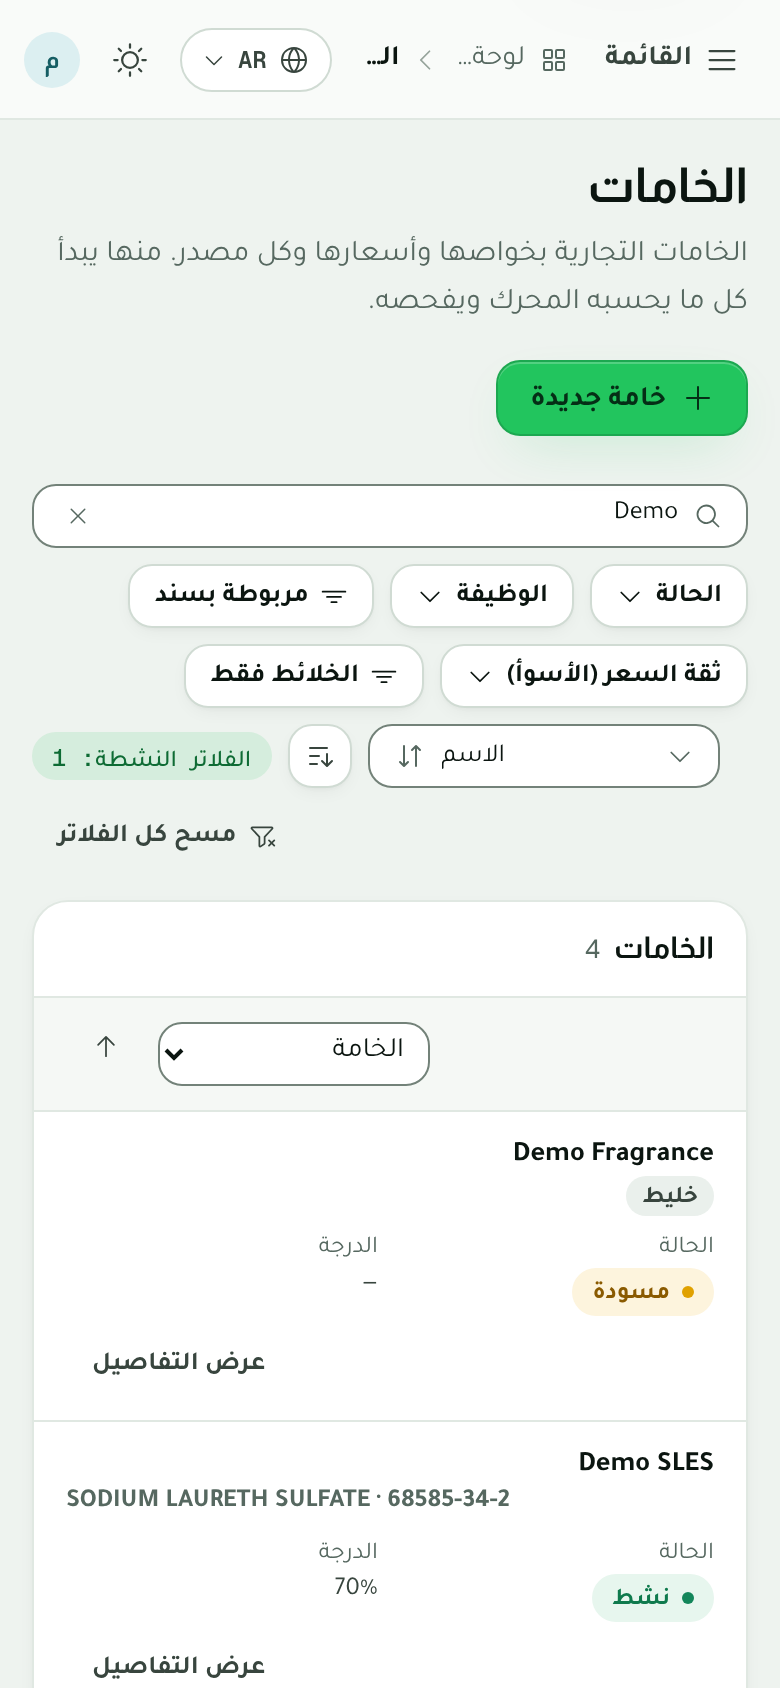 القائمة لوحة... الـ... AR م
الخامات
الخامات التجارية بخواصها وأسعارها وكل مصدر. منها يبدأ
كل ما يحسبه المحرك ويفحصه.
خامة جديدة
Demo
الحالة الوظيفة مربوطة بسند
ثقة السعر (الأسوأ) الخلائط فقط
الاسم الفلاتر النشطة: 1
مسح كل الفلاتر
الخامات 4
الخامة
Demo Fragrance
خليط
الحالة الدرجة
مسودة –
عرض التفاصيل
Demo SLES
SODIUM LAURETH SULFATE · 68585-34-2
الحالة الدرجة
نشط 70%
عرض التفاصيل